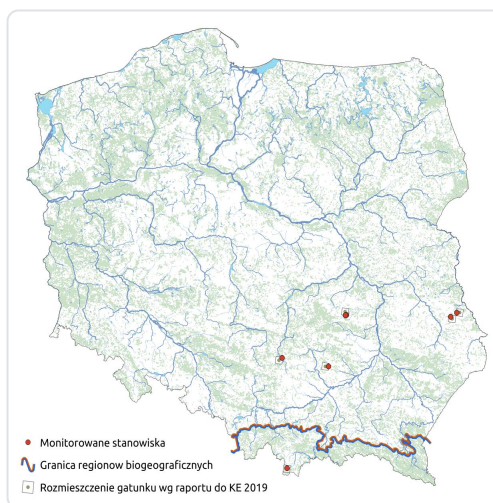 Monitorowane stanowiska
Granica regionow biogeograficznych
Rozmieszczenie gatunku wg raportu do KE 2019